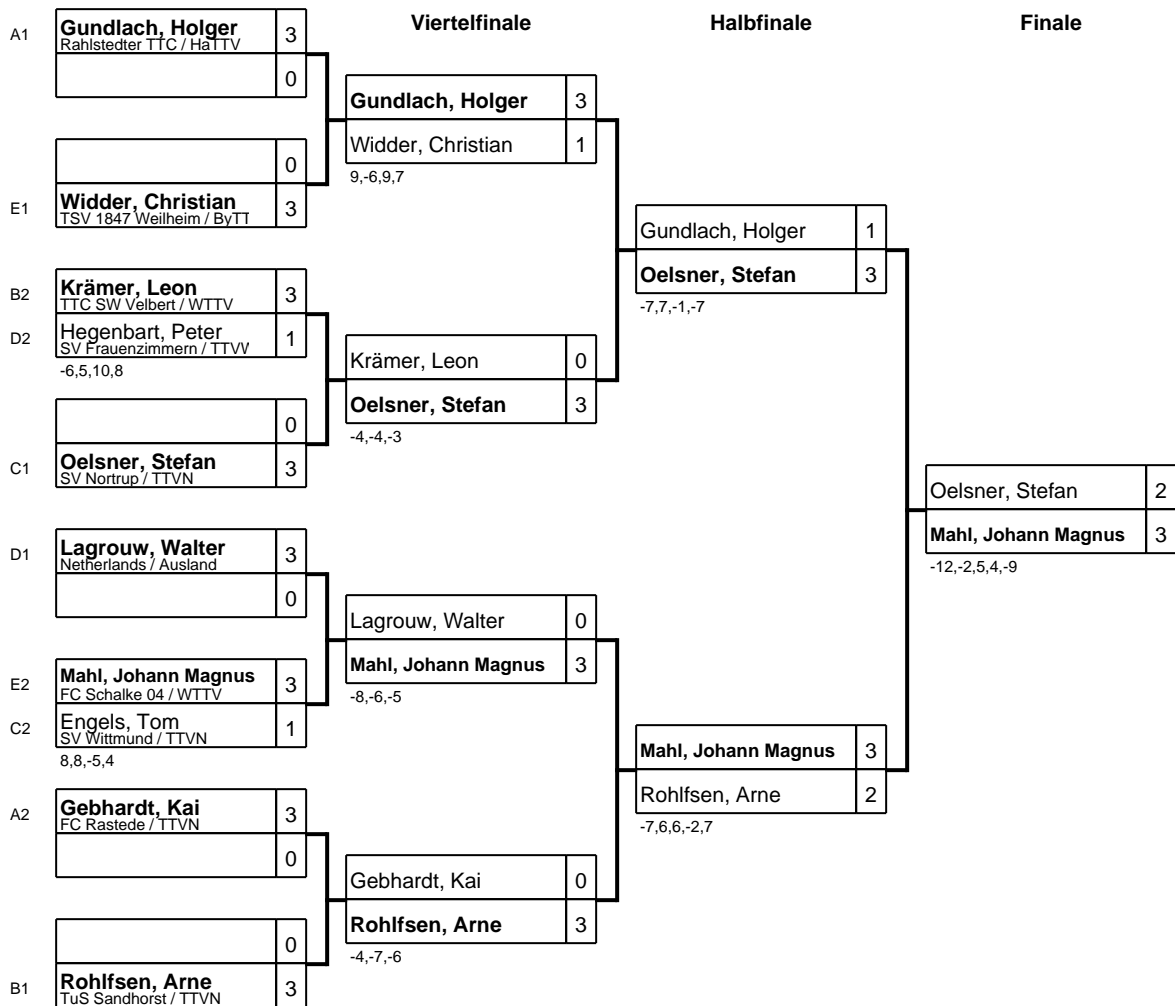 Viertelfinale
Halbfinale
Finale
A1
Gundlach, Holger
3
Rahlstedter TTC / HaTTV
0
0
E1
Widder, Christian
3
TSV 1847 Weilheim / ByTT
B2
Krämer, Leon
3
TTC SW Velbert / WTTV
D2
Hegenbart, Peter
1
SV Frauenzimmern / TTVW
-6,5,10,8
0
C1
Oelsner, Stefan
3
SV Nortrup / TTVN
D1
Lagrouw, Walter
3
Netherlands / Ausland
0
E2
Mahl, Johann Magnus
3
FC Schalke 04 / WTTV
C2
Engels, Tom
1
SV Wittmund / TTVN
8,8,-5,4
A2
Gebhardt, Kai
3
FC Rastede / TTVN
0
0
B1
Rohlfsen, Arne
3
TuS Sandhorst / TTVN
Gundlach, Holger
3
Widder, Christian
1
9,-6,9,7
Krämer, Leon
0
Oelsner, Stefan
3
-4,-4,-3
Lagrouw, Walter
0
Mahl, Johann Magnus
3
-8,-6,-5
Gebhardt, Kai
0
Rohlfsen, Arne
3
-4,-7,-6
Gundlach, Holger
1
Oelsner, Stefan
3
-7,7,-1,-7
Mahl, Johann Magnus
3
Rohlfsen, Arne
2
-7,6,6,-2,7
Oelsner, Stefan
2
Mahl, Johann Magnus
3
-12,-2,5,4,-9